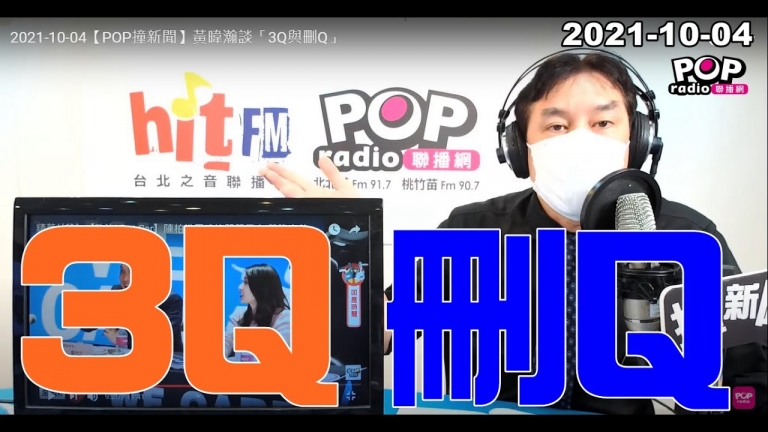 2021-10-04【POP撞新聞】黃暐瀚談「3Q與刪Q」
2021-10-04
POP
radio 聯播網
hit FM
台北之音聯播
POP
radio 聯播網
Fm 91.7 桃竹苗 Fm 90.7
3Q 刪Q
新
POP
radio